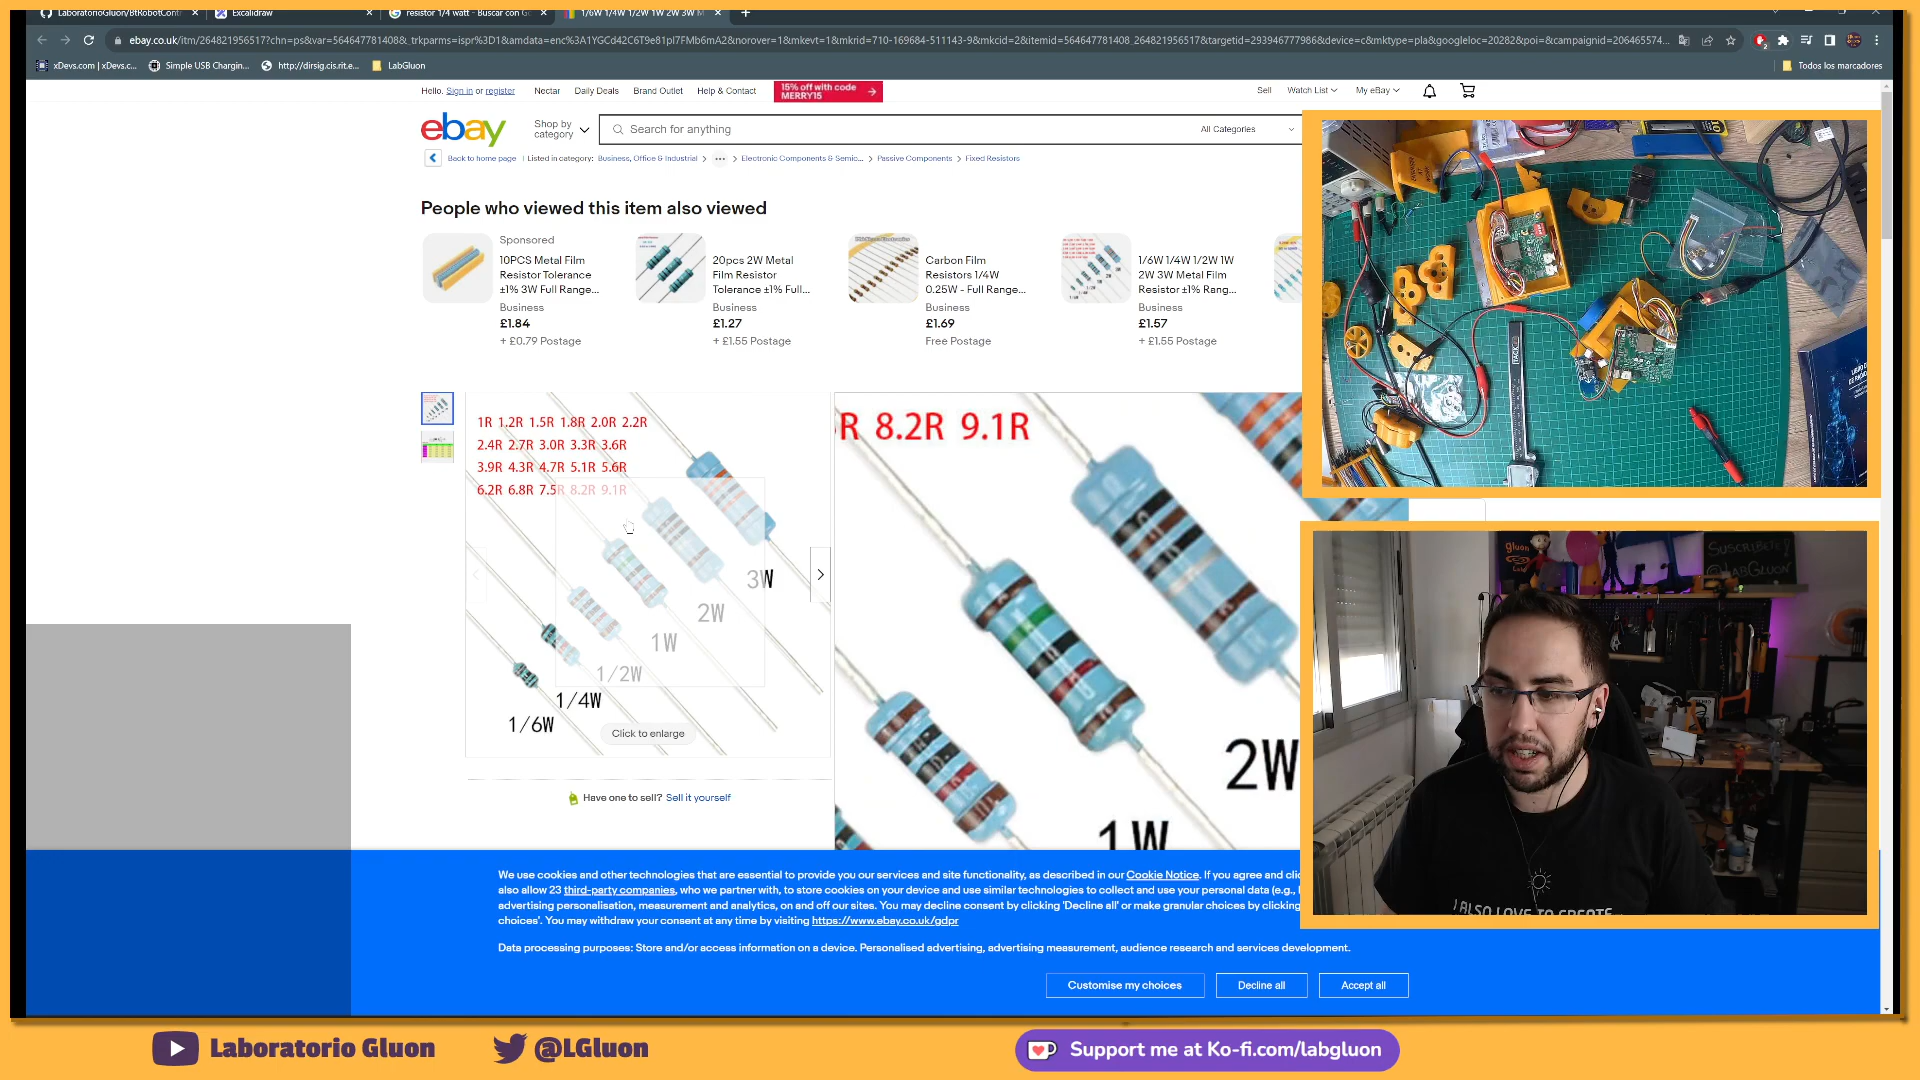 LaboratorioGluon/BtRobotCont
Excalidraw
resistor 1/4 watt - Buscar con G
1/6W 1/4W 1/2W 1W 2W 3W M
xDevs.com | xDevs.c...
Simple USB Chargin...
http://dirsig.cis.rit.e...
LabGluon
Todos los marcadores
Hello. Sign in or register
Nectar
Daily Deals
Brand Outlet
Help & Contact
15% off with code
MERRY15
Sell
Watch List
My eBay
ebay
Shop by
category
Search for anything
All Categories
Back to home page
Listed in category:
Business, Office & Industrial
...
Electronic Components & Semic...
Passive Components
Fixed Resistors
People who viewed this item also viewed
Sponsored
10PCS Metal Film
Resistor Tolerance
±1% 3W Full Range...
Business
£1.84
+ £0.79 Postage
20pcs 2W Metal
Film Resistor
Tolerance ±1% Full...
Business
£1.27
+ £1.55 Postage
Carbon Film
Resistors 1/4W
0.25W - Full Range...
Business
£1.69
Free Postage
1/6W 1/4W 1/2W 1W
2W 3W Metal Film
Resistor ±1% Rang...
Business
£1.57
+ £1.55 Postage
1R 1.2R 1.5R 1.8R 2.0R 2.2R
2.4R 2.7R 3.0R 3.3R 3.6R
3.9R 4.3R 4.7R 5.1R 5.6R
6.2R 6.8R 7.5R 8.2R 9.1R
3W
2W
1W
1/2W
1/4W
1/6W
Click to enlarge
R 8.2R 9.1R
2W
1W
Have one to sell? Sell it yourself
We use cookies and other technologies that are essential to provide you our services and site functionality, as described in our Cookie Notice. If you agree and clic
also allow 23 third-party companies, who we partner with, to store cookies on your device and use similar technologies to collect and use your personal data (e.g.,
advertising personalisation, measurement and analytics, on and off our sites. You may decline consent by clicking 'Decline all' or make granular choices by clicking
choices'. You may withdraw your consent at any time by visiting https://www.ebay.co.uk/gdpr
Data processing purposes: Store and/or access information on a device. Personalised advertising, advertising measurement, audience research and services development.
Customise my choices
Decline all
Accept all
gluon
Lab
SUSCRIBETE!
@LABGLUON
I ALSO LOVE TO CREATE
Laboratorio Gluon
@LGluon
Support me at Ko-fi.com/labgluon